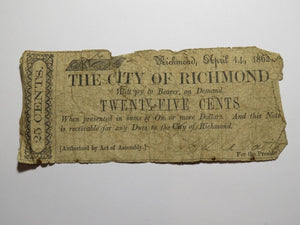 Richmond, April 14, 1862.
THE CITY OF RICHMOND
Will pay to Bearer, on Demand
TWENTY-FIVE CENTS
When presented in sums of One or more Dollars. And this Note
is receivable for any Dues to the City of Richmond.
[Authorized by Act of Assembly.]
For the
25 CENTS.